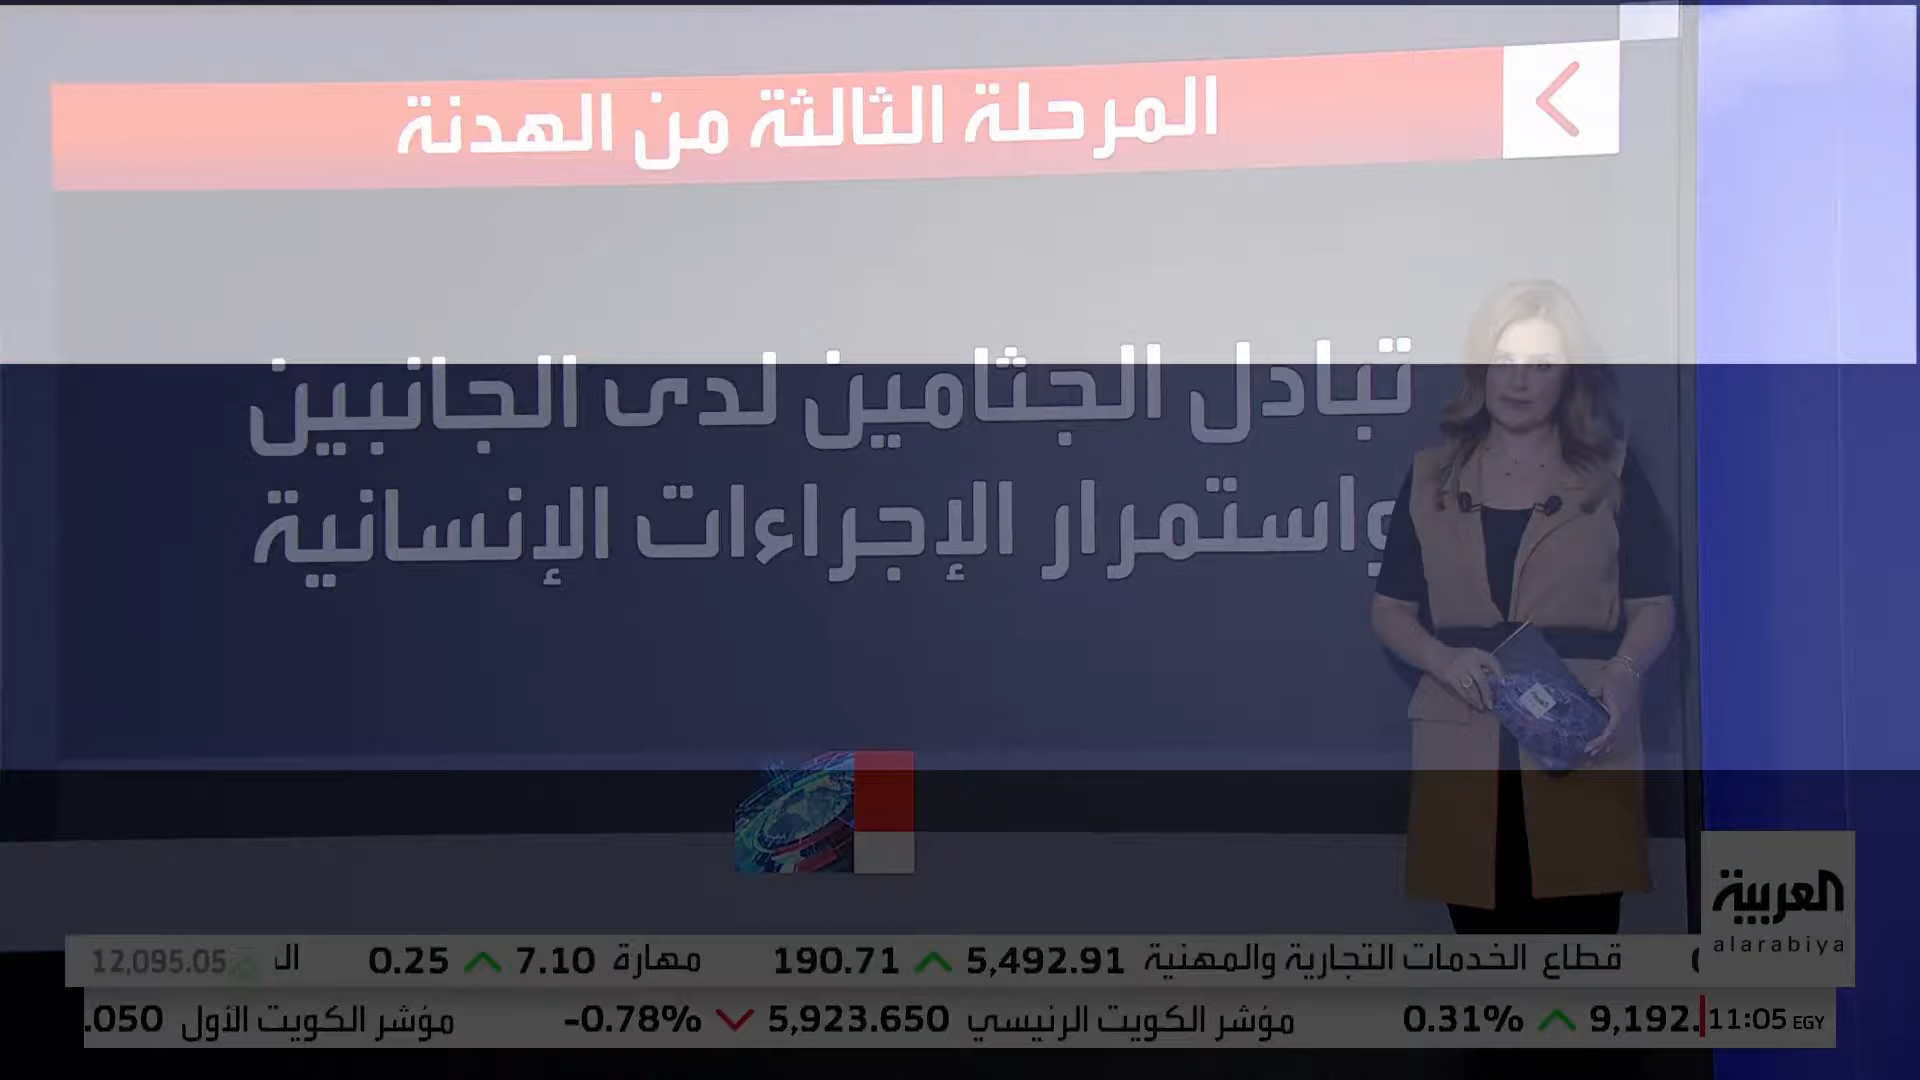 المرحلة الثالثة من الهدنة
تبادل الجثامين لدى الجانبين
واستمرار الإجراءات الإنسانية
العربية
alarabiya
قطاع الخدمات التجارية والمهنية 5,492.91 190.71 مهارة 7.10 0.25 الـ 12,095.05
11:05 EGY
9,192. 0.31% مؤشر الكويت الرئيسي 5,923.650 -0.78% مؤشر الكويت الأول .050